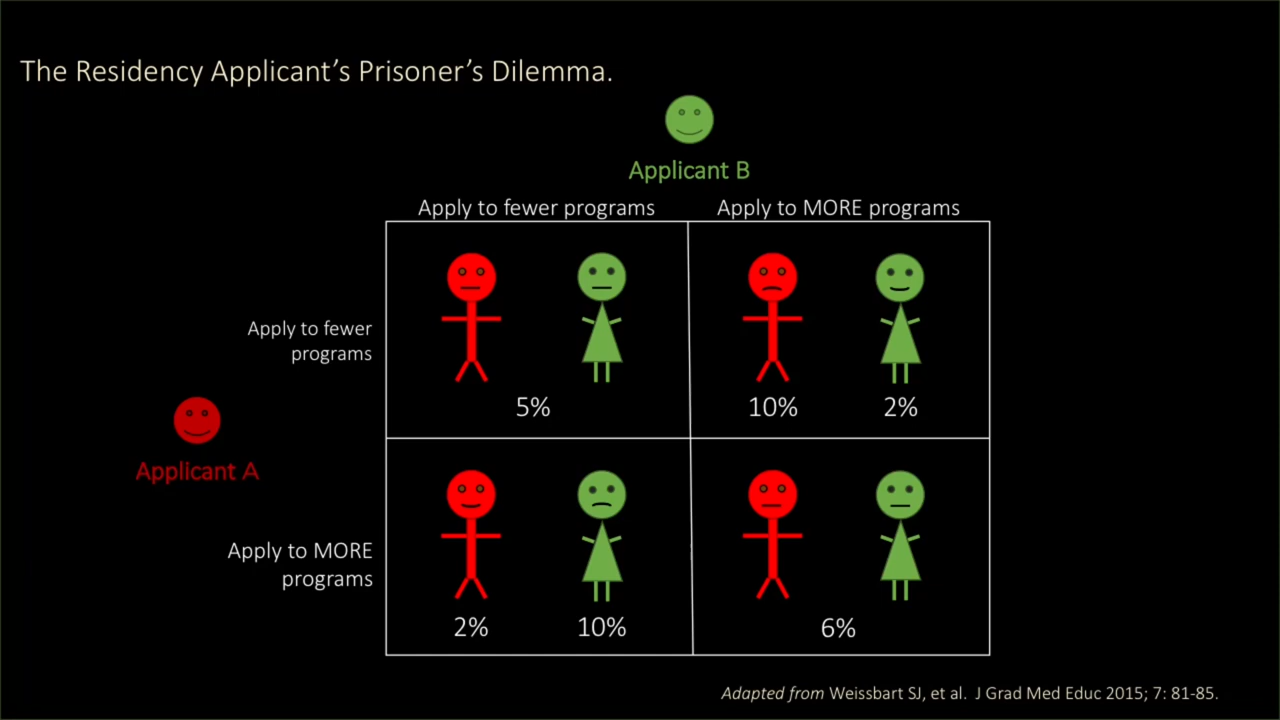 The Residency Applicant's Prisoner's Dilemma.
Applicant B
Apply to fewer programs
Apply to MORE programs
Apply to fewer
programs
5%
10%
2%
Applicant A
Apply to MORE
programs
2%
10%
6%
Adapted from Weissbart SJ, et al. J Grad Med Educ 2015; 7: 81-85.